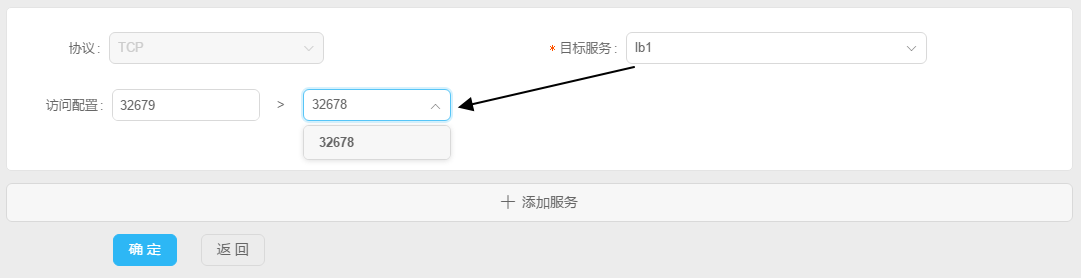 协议 : TCP * 目标服务 : lb1
访问配置 : 32679 > 32678
32678
+ 添加服务
确 定 返 回